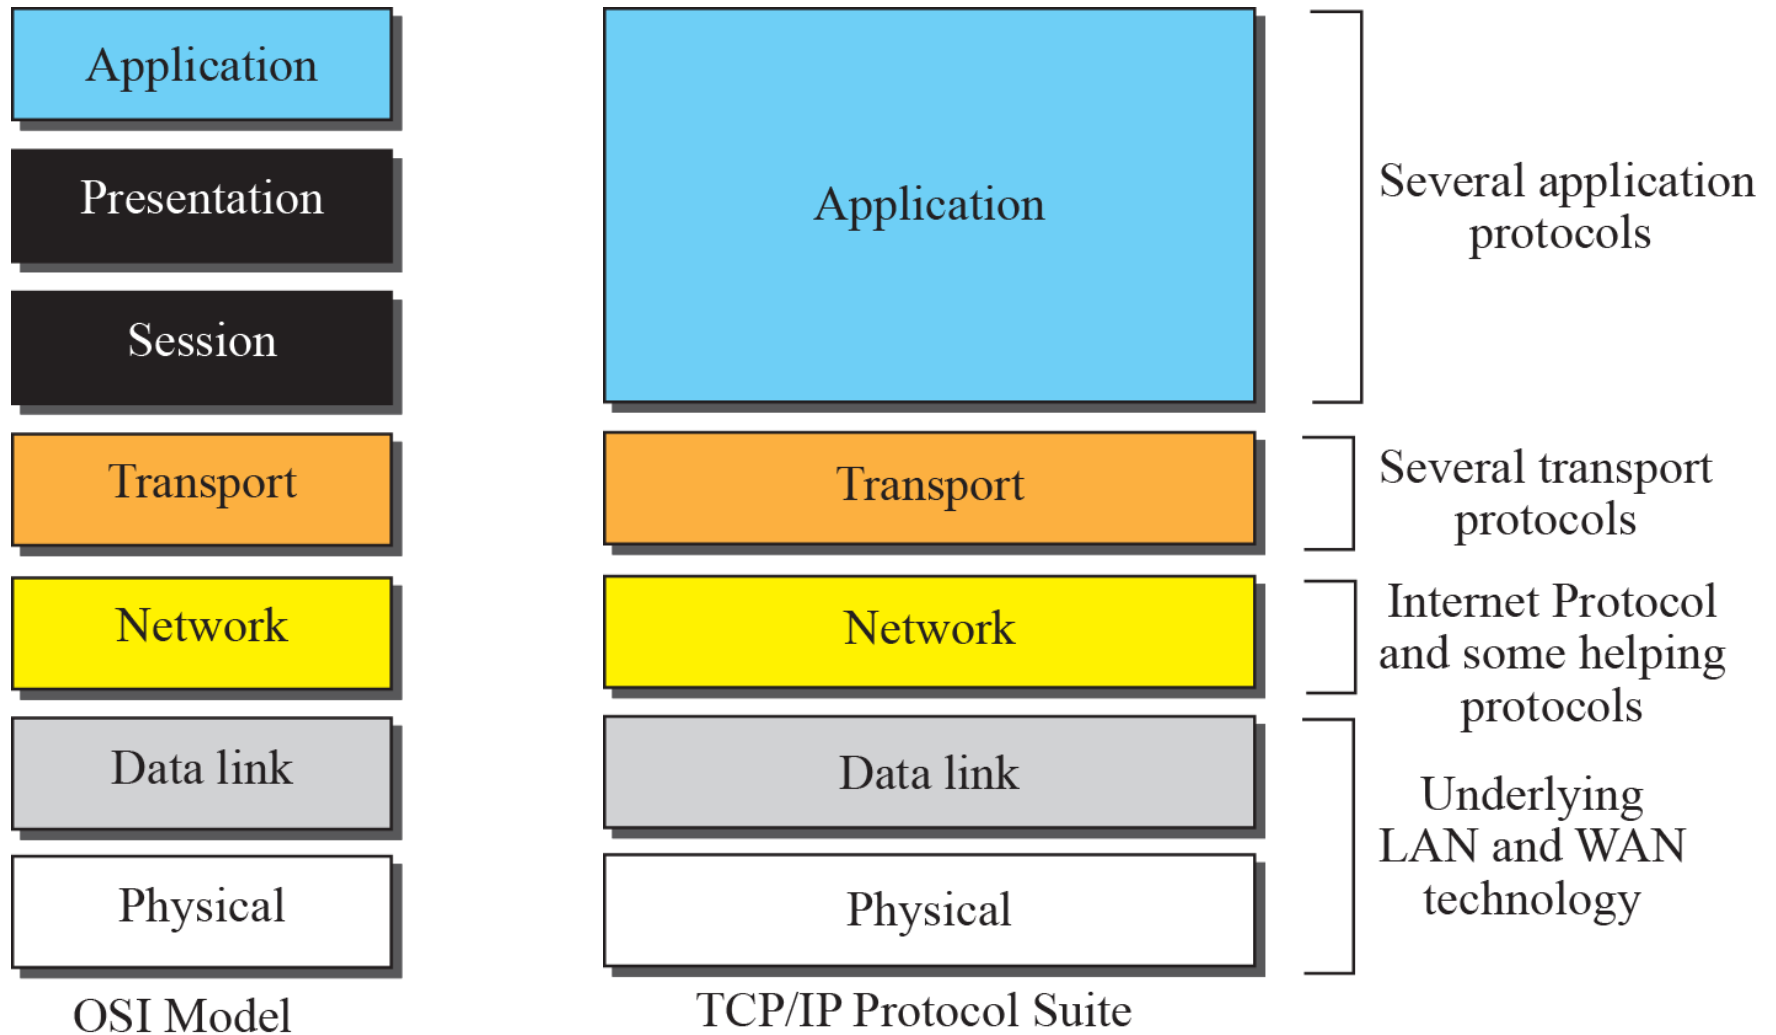 Application
Presentation
Session
Transport
Network
Data link
Physical
OSI Model
Application
Transport
Network
Data link
Physical
TCP/IP Protocol Suite
Several application
protocols
Several transport
protocols
Internet Protocol
and some helping
protocols
Underlying
LAN and WAN
technology